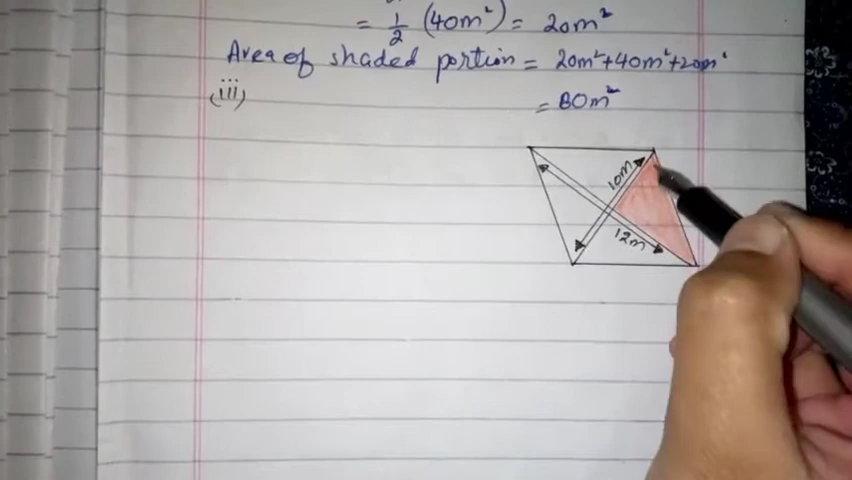 = 1/2 (40m²) = 20m²
Area of shaded portion = 20m²+40m²+20m²
(iii)
= 80m²
10m
12m